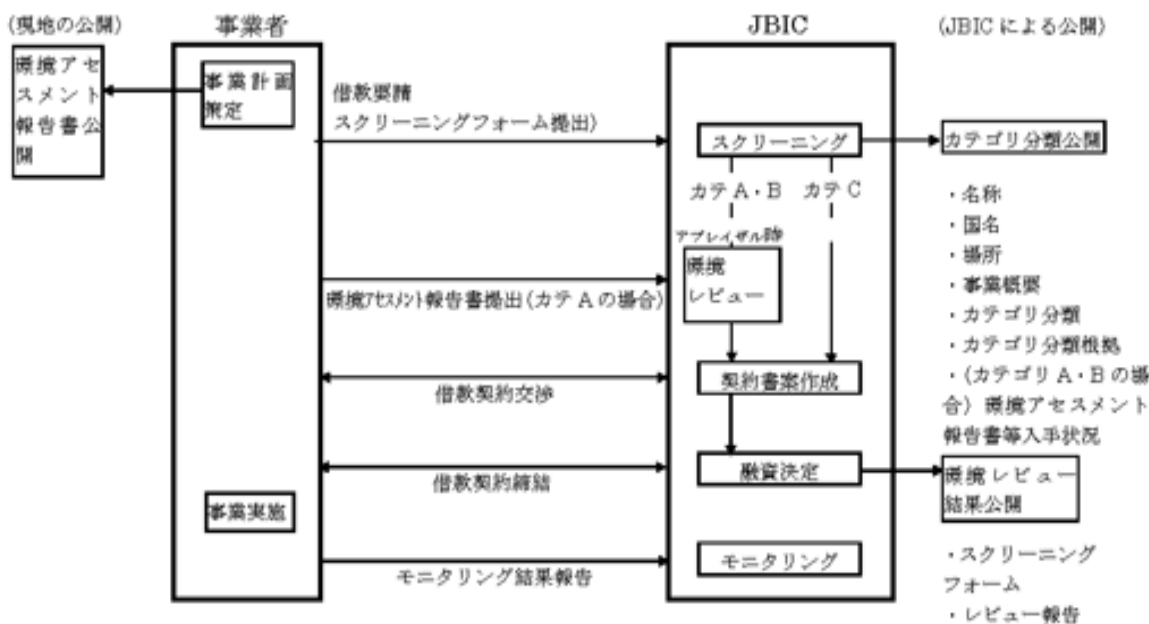 (現地の公開)
事業者
JBIC
(JBIC による公開)
環境アセ
スメント
報告書公
開
事業計画
策定
借款要請
スクリーニングフォーム提出)
スクリーニング
カテゴリ分類公開
カテ A・B
カテ C
・名称
・国名
・場所
・事業概要
・カテゴリ分類
・カテゴリ分類根拠
・(カテゴリ A・B の場
合) 環境アセスメント
報告書等入手状況
アプレイザル時
環境
レビュー
環境アセスメント報告書提出(カテ A の場合)
契約書案作成
借款契約交渉
融資決定
借款契約締結
環境レビュー
結果公開
事業実施
モニタリング
モニタリング結果報告
・スクリーニング
フォーム
・レビュー報告